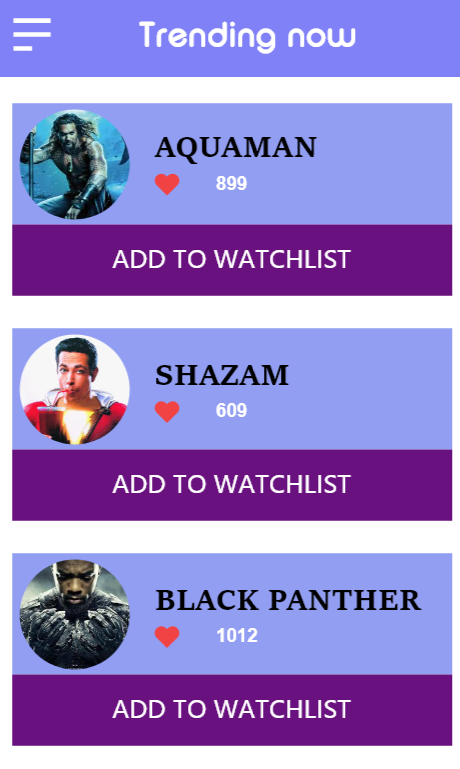 Trending now
AQUAMAN
899
ADD TO WATCHLIST
SHAZAM
609
ADD TO WATCHLIST
BLACK PANTHER
1012
ADD TO WATCHLIST